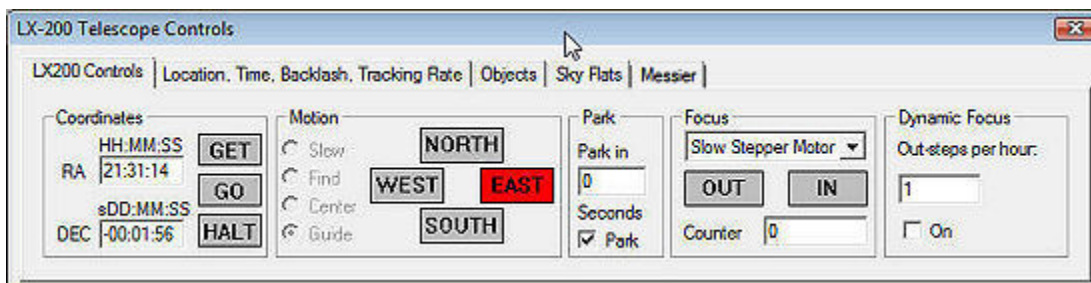 LX-200 Telescope Controls
LX200 Controls
Location, Time, Backlash, Tracking Rate
Objects
Sky Flats
Messier
Coordinates
HH:MM:SS
RA 21:31:14
sDD:MM:SS
DEC -00:01:56
GET
GO
HALT
Motion
Slew
Find
Center
Guide
NORTH
WEST
EAST
SOUTH
Park
Park in
0
Seconds
Park
Focus
Slow Stepper Motor
OUT
IN
Counter 0
Dynamic Focus
Out-steps per hour:
1
On